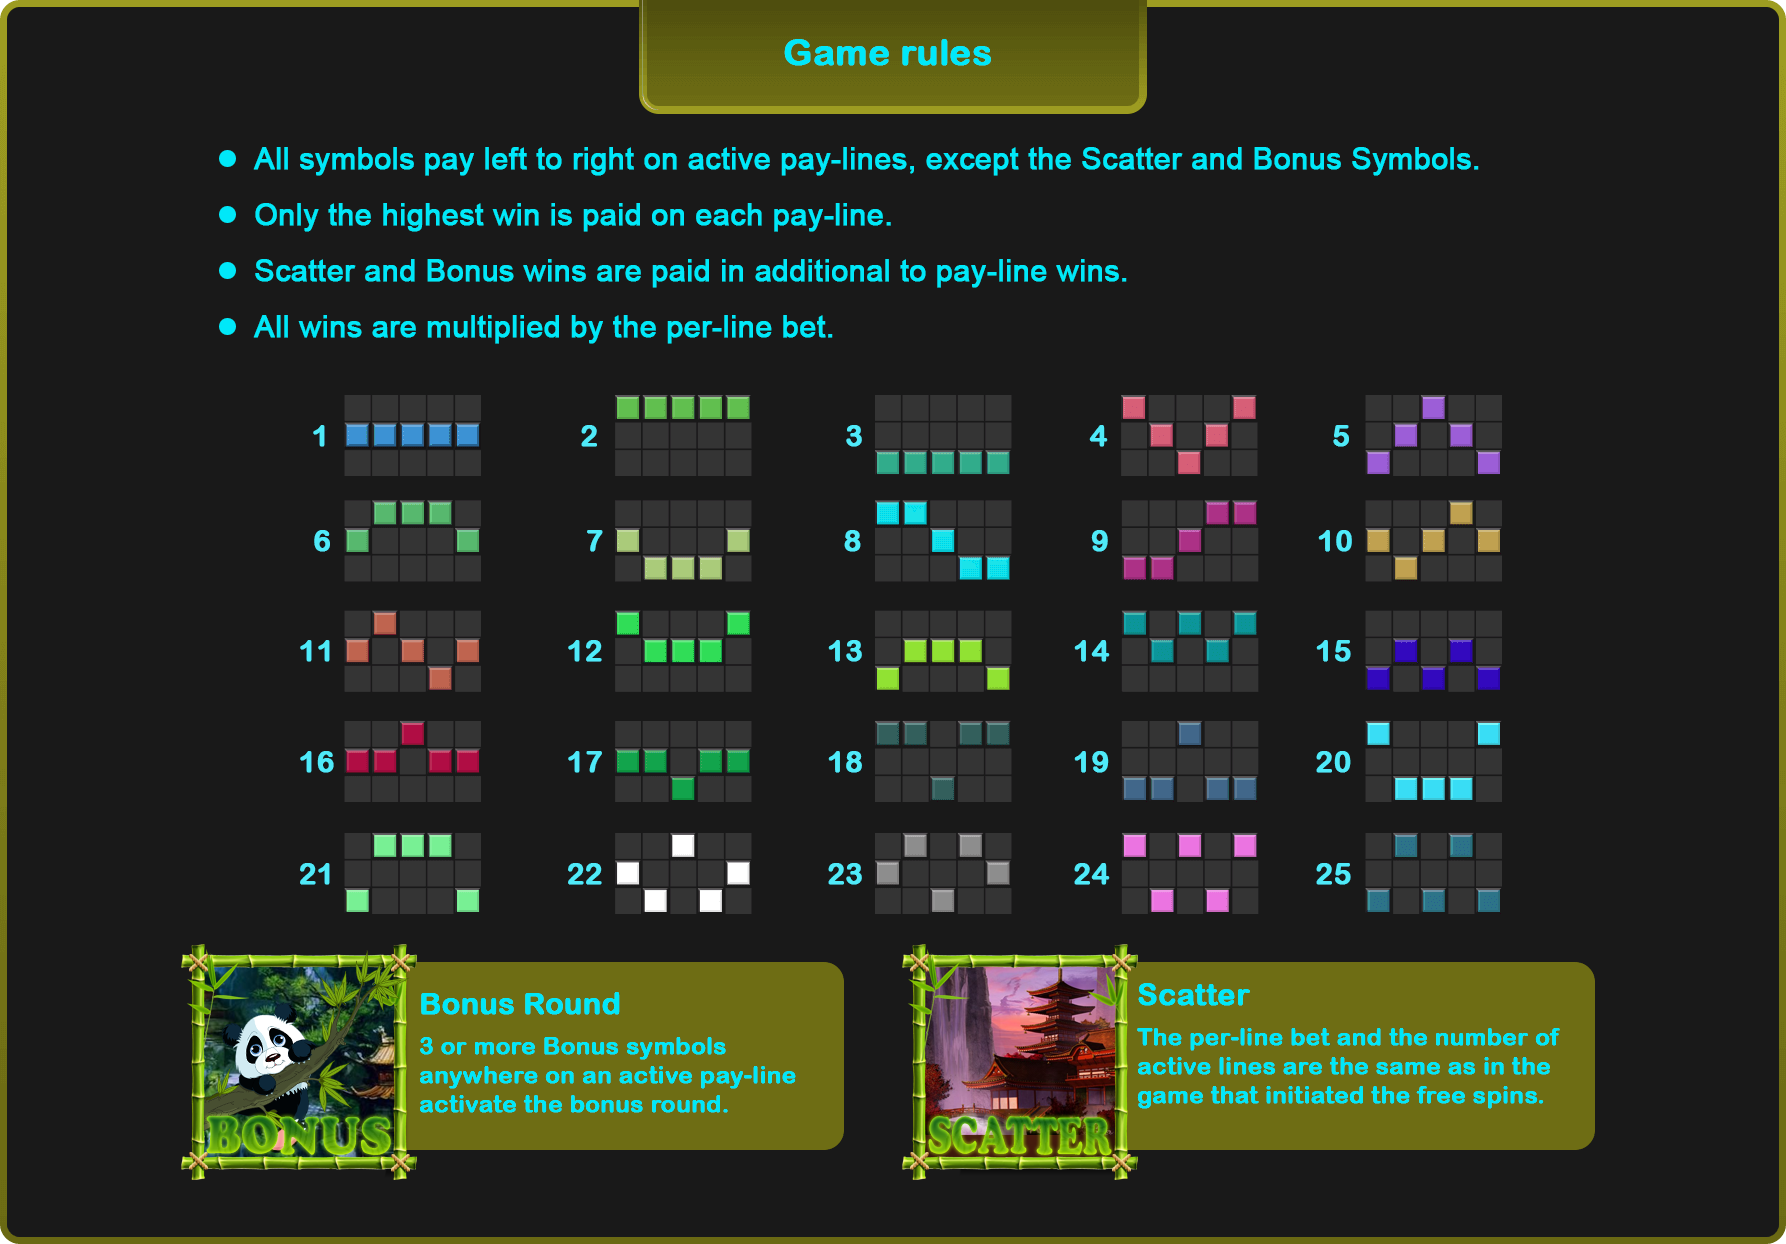 Game rules
All symbols pay left to right on active pay-lines, except the Scatter and Bonus Symbols.
Only the highest win is paid on each pay-line.
Scatter and Bonus wins are paid in additional to pay-line wins.
All wins are multiplied by the per-line bet.
1 2 3 4 5
6 7 8 9 10
11 12 13 14 15
16 17 18 19 20
21 22 23 24 25
Bonus Round
3 or more Bonus symbols
anywhere on an active pay-line
activate the bonus round.
BONUS
Scatter
The per-line bet and the number of
active lines are the same as in the
game that initiated the free spins.
SCATTER